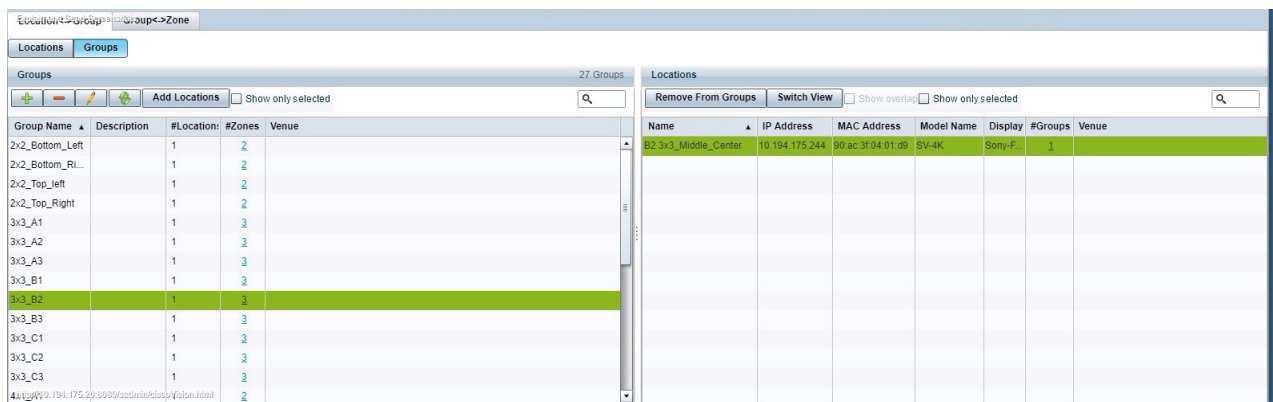 Location<->Group Group<->Zone
Locations Groups
Groups 27 Groups
Add Locations Show only selected
Group Name Description #Location: #Zones Venue
2x2_Bottom_Left 1 2
2x2_Bottom_Ri... 1 2
2x2_Top_left 1 2
2x2_Top_Right 1 2
3x3_A1 1 3
3x3_A2 1 3
3x3_A3 1 3
3x3_B1 1 3
3x3_B2 1 3
3x3_B3 1 3
3x3_C1 1 3
3x3_C2 1 3
3x3_C3 1 3
4x1_A1 2
Locations
Remove From Groups Switch View Show overlap Show only selected
Name IP Address MAC Address Model Name Display #Groups Venue
B2 3x3_Middle_Center 10.194.175.244 90:ac:3f:04:01:d9 SV-4K Sony-F... 1